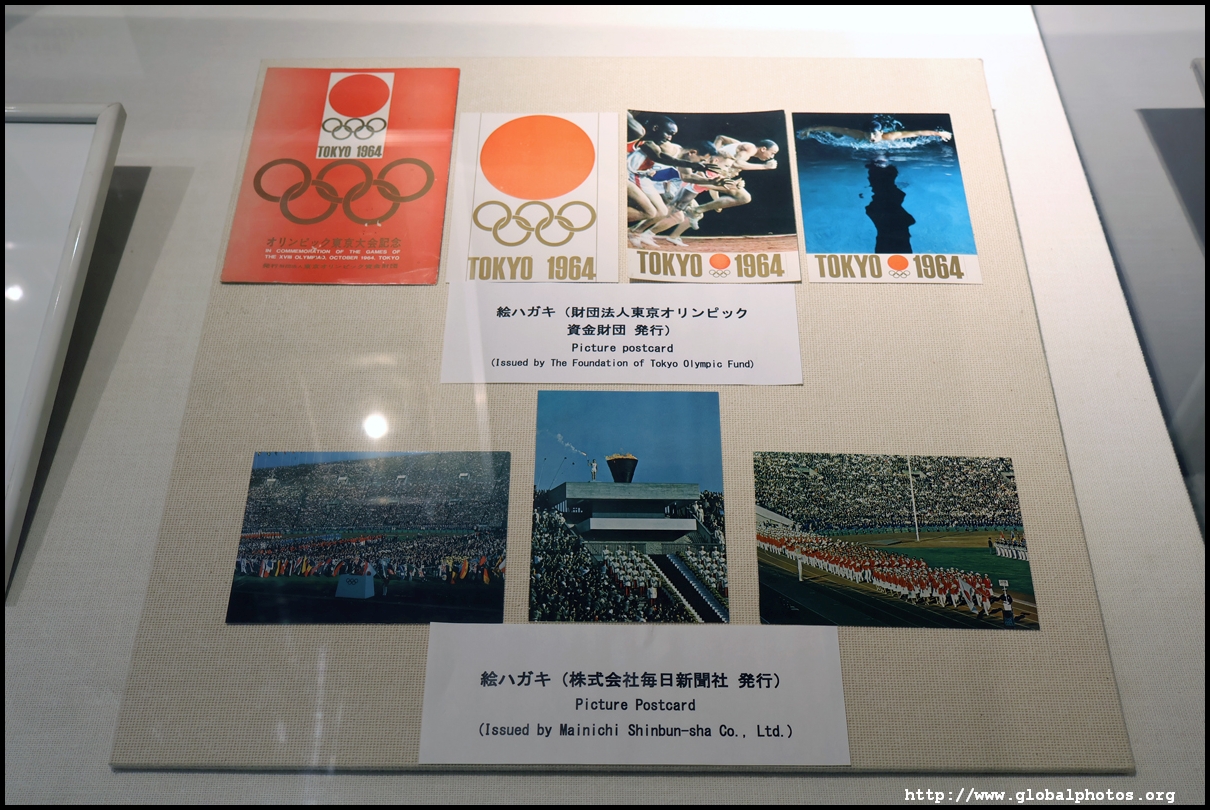 TOKYO 1964
オリンピック東京大会記念
IN COMMEMORATION OF THE GAMES OF
THE XVIII OLYMPIAD, OCTOBER 1964, TOKYO
TOKYO 1964
TOKYO 1964
TOKYO 1964
絵ハガキ（財団法人東京オリンピック
資金財団 発行）
Picture postcard
(Issued by The Foundation of Tokyo Olympic Fund)
絵ハガキ（株式会社毎日新聞社 発行）
Picture Postcard
(Issued by Mainichi Shinbun-sha Co., Ltd.)
http://www.globalphotos.org